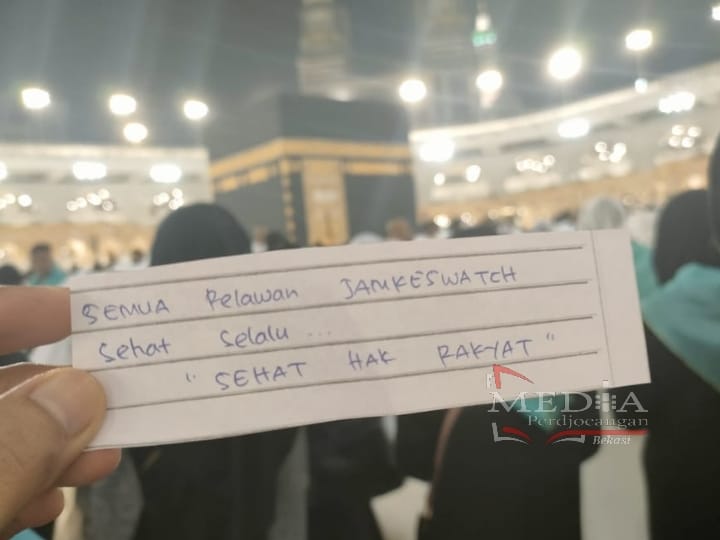 SEMUA Relawan JAMKESWATCH
Sehat Selalu ...
" SEHAT HAK RAKYAT "
MEDIA
Perdjoeangan
Bekasi